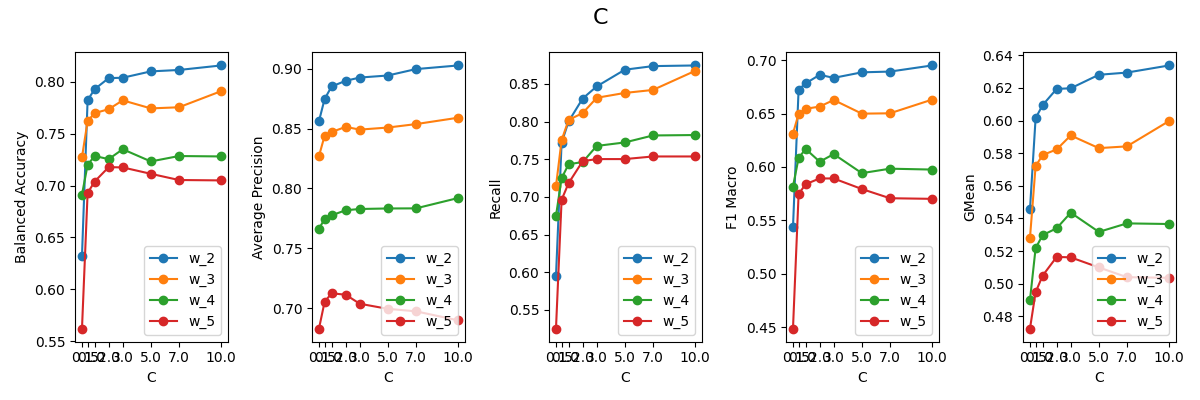 C
Balanced Accuracy
0.80
0.75
0.70
0.65
0.60
0.55
w_2
w_3
w_4
w_5
5.0 7.0 10.0
C
Average Precision
0.90
0.85
0.80
0.75
0.70
w_2
w_3
w_4
w_5
5.0 7.0 10.0
C
Recall
0.85
0.80
0.75
0.70
0.65
0.60
0.55
w_2
w_3
w_4
w_5
5.0 7.0 10.0
C
F1 Macro
0.70
0.65
0.60
0.55
0.50
0.45
w_2
w_3
w_4
w_5
5.0 7.0 10.0
C
GMean
0.64
0.62
0.60
0.58
0.56
0.54
0.52
0.50
0.48
w_2
w_3
w_4
w_5
5.0 7.0 10.0
C